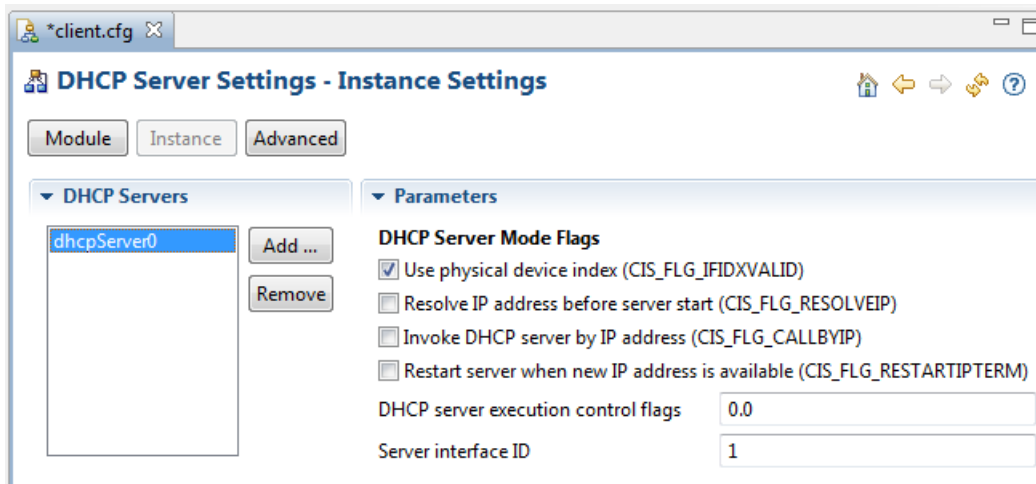 *client.cfg
DHCP Server Settings - Instance Settings
Module Instance Advanced
DHCP Servers
dhcpServer0
Add ...
Remove
Parameters
DHCP Server Mode Flags
Use physical device index (CIS_FLG_IFIDXVALID)
Resolve IP address before server start (CIS_FLG_RESOLVEIP)
Invoke DHCP server by IP address (CIS_FLG_CALLBYIP)
Restart server when new IP address is available (CIS_FLG_RESTARTIPTERM)
DHCP server execution control flags 0.0
Server interface ID 1